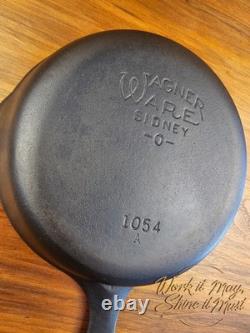 WAGNER
WARE
SIDNEY
-O-
1054
A
Work it May,
Shine it Must